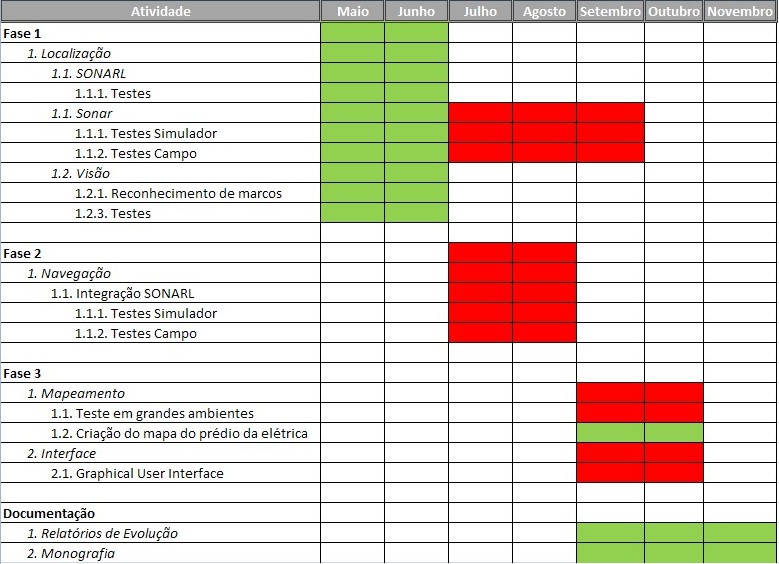 Atividade Maio Junho Julho Agosto Setembro Outubro Novembro
Fase 1
1. Localização
1.1. SONARL
1.1.1. Testes
1.1. Sonar
1.1.1. Testes Simulador
1.1.2. Testes Campo
1.2. Visão
1.2.1. Reconhecimento de marcos
1.2.3. Testes
Fase 2
1. Navegação
1.1. Integração SONARL
1.1.1. Testes Simulador
1.1.2. Testes Campo
Fase 3
1. Mapeamento
1.1. Teste em grandes ambientes
1.2. Criação do mapa do prédio da elétrica
2. Interface
2.1. Graphical User Interface
Documentação
1. Relatórios de Evolução
2. Monografia